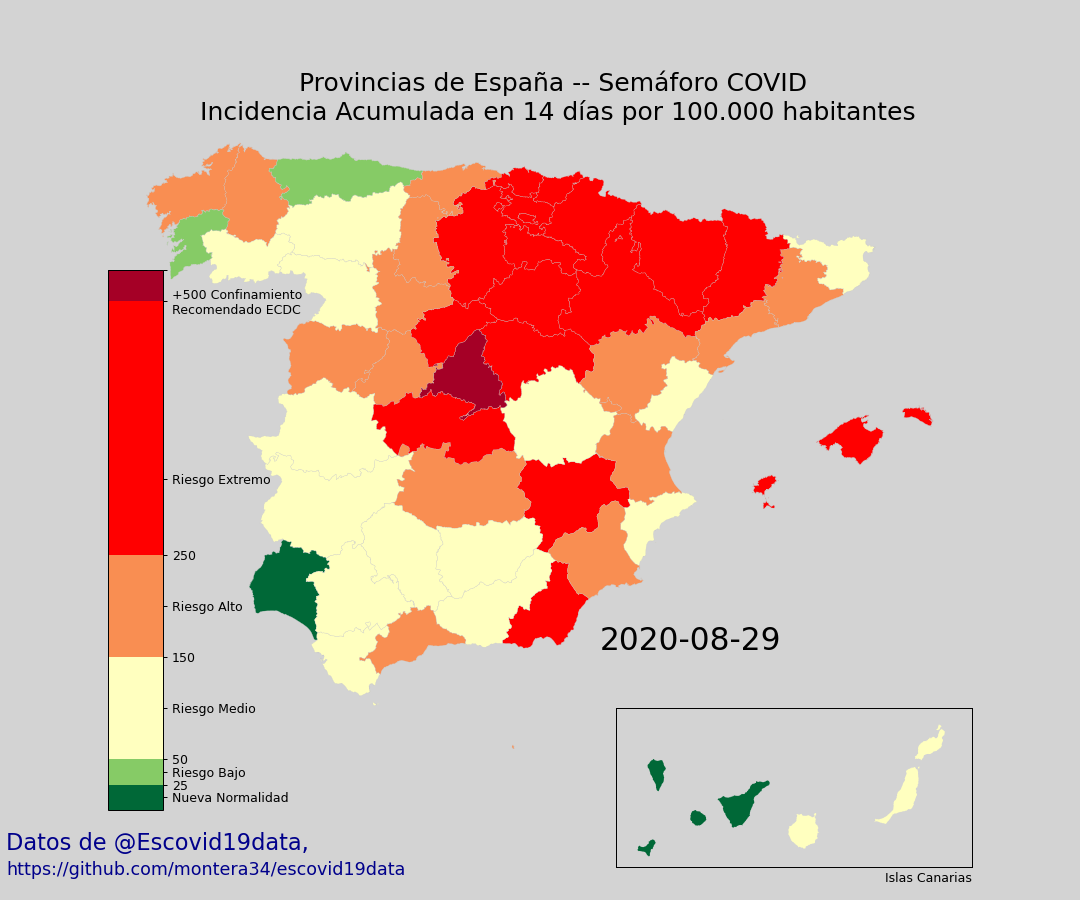 Provincias de España -- Semáforo COVID
Incidencia Acumulada en 14 días por 100.000 habitantes
+500 Confinamiento
Recomendado ECDC
Riesgo Extremo
250
Riesgo Alto
150
Riesgo Medio
50
Riesgo Bajo
25
Nueva Normalidad
2020-08-29
Islas Canarias
Datos de @Escovid19data,
https://github.com/montera34/escovid19data